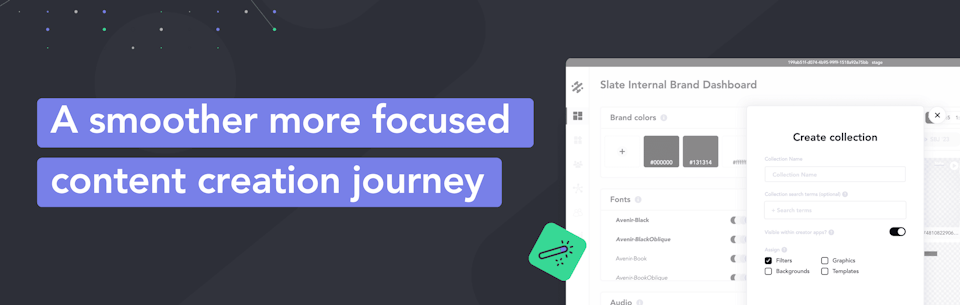 A smoother more focused
content creation journey
Slate Internal Brand Dashboard
Brand colors
#000000
#131314
Fonts
Avenir-Black
Avenir-BlackOblique
Avenir-Book
Avenir-BookOblique
Audio
Create collection
Collection Name
Collection Name
Collection search terms (optional)
+ Search terms
Visible within creator apps?
Assign
Filters
Graphics
Backgrounds
Templates